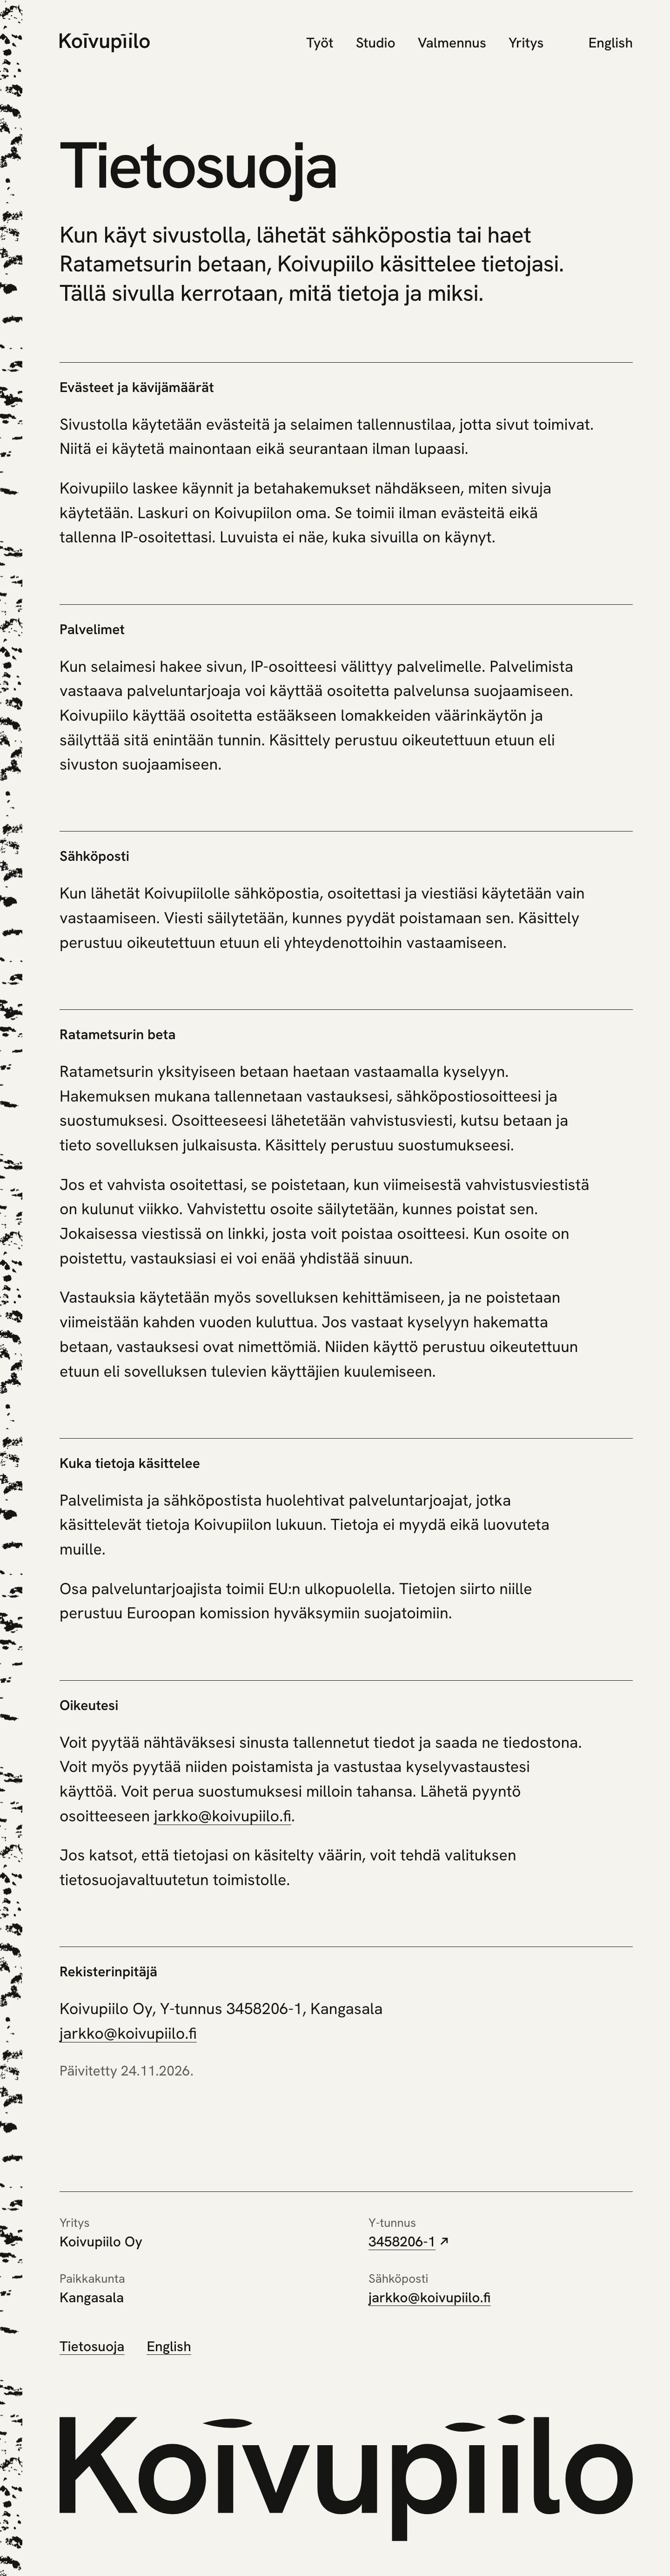 Koivupiilo
Työt Studio Valmennus Yritys English
Tietosuoja
Kun käyt sivustolla, lähetät sähköpostia tai haet
Ratametsurin betaan, Koivupiilo käsittelee tietojasi.
Tällä sivulla kerrotaan, mitä tietoja ja miksi.
Evästeet ja kävijämäärät
Sivustolla käytetään evästeitä ja selaimen tallennustilaa, jotta sivut toimivat.
Niitä ei käytetä mainontaan eikä seurantaan ilman lupaasi.
Koivupiilo laskee käynnit ja betahakemukset nähdäkseen, miten sivuja
käytetään. Laskuri on Koivupiilon oma. Se toimii ilman evästeitä eikä
tallenna IP-osoitettasi. Luvuista ei näe, kuka sivuilla on käynyt.
Palvelimet
Kun selaimesi hakee sivun, IP-osoitteesi välittyy palvelimelle. Palvelimista
vastaava palveluntarjoaja voi käyttää osoitetta palvelunsa suojaamiseen.
Koivupiilo käyttää osoitetta estääkseen lomakkeiden väärinkäytön ja
säilyttää sitä enintään tunnin. Käsittely perustuu oikeutettuun etuun eli
sivuston suojaamiseen.
Sähköposti
Kun lähetät Koivupiilolle sähköpostia, osoitettasi ja viestiäsi käytetään vain
vastaamiseen. Viesti säilytetään, kunnes pyydät poistamaan sen. Käsittely
perustuu oikeutettuun etuun eli yhteydenottoihin vastaamiseen.
Ratametsurin beta
Ratametsurin yksityiseen betaan haetaan vastaamalla kyselyyn.
Hakemuksen mukana tallennetaan vastauksesi, sähköpostiosoitteesi ja
suostumuksesi. Osoitteeseesi lähetetään vahvistusviesti, kutsu betaan ja
tieto sovelluksen julkaisusta. Käsittely perustuu suostumukseesi.
Jos et vahvista osoitettasi, se poistetaan, kun viimeisestä vahvistusviestistä
on kulunut viikko. Vahvistettu osoite säilytetään, kunnes poistat sen.
Jokaisessa viestissä on linkki, josta voit poistaa osoitteesi. Kun osoite on
poistettu, vastauksiasi ei voi enää yhdistää sinuun.
Vastauksia käytetään myös sovelluksen kehittämiseen, ja ne poistetaan
viimeistään kahden vuoden kuluttua. Jos vastaat kyselyyn hakematta
betaan, vastauksesi ovat nimettömiä. Niiden käyttö perustuu oikeutettuun
etuun eli sovelluksen tulevien käyttäjien kuulemiseen.
Kuka tietoja käsittelee
Palvelimista ja sähköpostista huolehtivat palveluntarjoajat, jotka
käsittelevät tietoja Koivupiilon lukuun. Tietoja ei myydä eikä luovuteta
muille.
Osa palveluntarjoajista toimii EU:n ulkopuolella. Tietojen siirto niille
perustuu Euroopan komission hyväksymiin suojatoimiin.
Oikeutesi
Voit pyytää nähtäväksesi sinusta tallennetut tiedot ja saada ne tiedostona.
Voit myös pyytää niiden poistamista ja vastustaa kyselyvastaustesi
käyttöä. Voit perua suostumuksesi milloin tahansa. Lähetä pyyntö
osoitteeseen jarkko@koivupiilo.fi.
Jos katsot, että tietojasi on käsitelty väärin, voit tehdä valituksen
tietosuojavaltuutetun toimistolle.
Rekisterinpitäjä
Koivupiilo Oy, Y-tunnus 3458206-1, Kangasala
jarkko@koivupiilo.fi
Päivitetty 24.11.2026.
Yritys
Koivupiilo Oy
Y-tunnus
3458206-1 ↗
Paikkakunta
Kangasala
Sähköposti
jarkko@koivupiilo.fi
Tietosuoja English
Koivupiilo